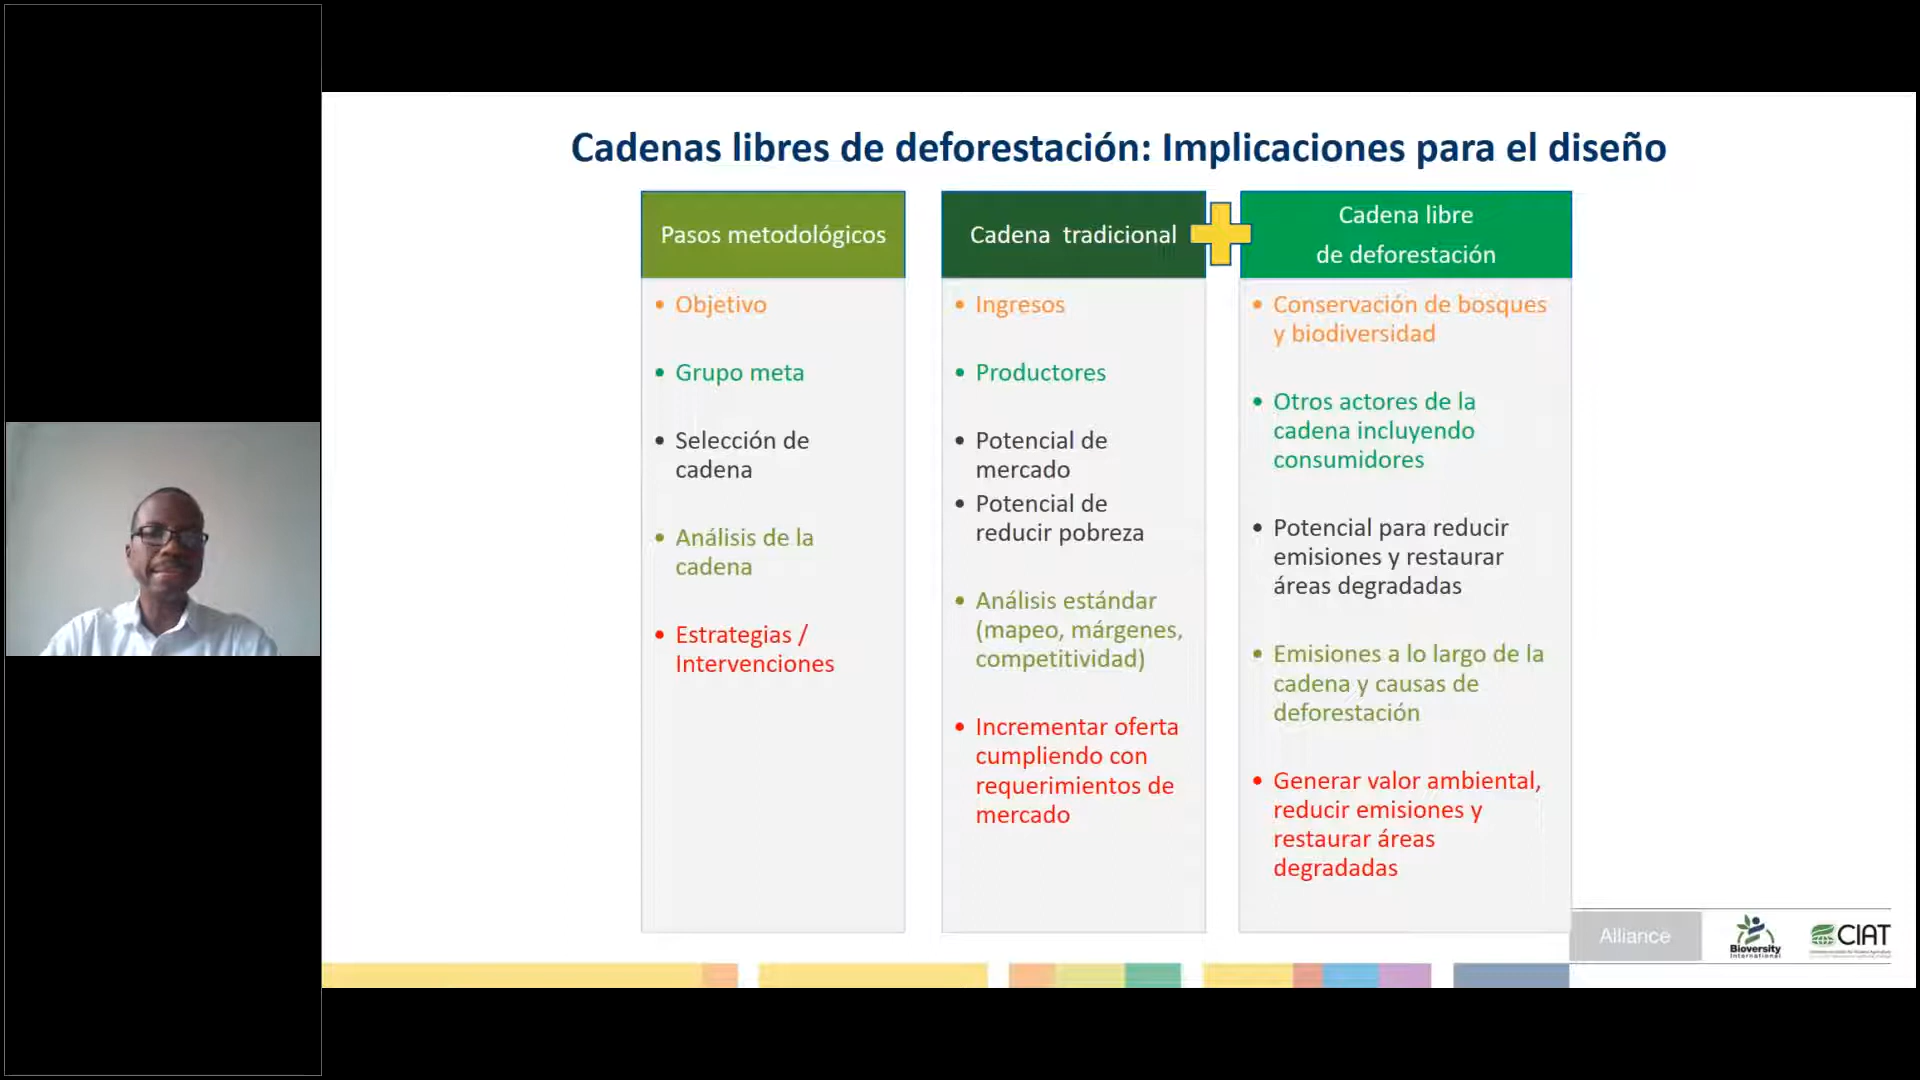 Cadenas libres de deforestación: Implicaciones para el diseño
Pasos metodológicos
• Objetivo
• Grupo meta
• Selección de
cadena
• Análisis de la
cadena
• Estrategias /
Intervenciones
Cadena tradicional
• Ingresos
• Productores
• Potencial de
mercado
• Potencial de
reducir pobreza
• Análisis estándar
(mapeo, márgenes,
competitividad)
• Incrementar oferta
cumpliendo con
requerimientos de
mercado
Cadena libre
de deforestación
• Conservación de bosques
y biodiversidad
• Otros actores de la
cadena incluyendo
consumidores
• Potencial para reducir
emisiones y restaurar
áreas degradadas
• Emisiones a lo largo de la
cadena y causas de
deforestación
• Generar valor ambiental,
reducir emisiones y
restaurar áreas
degradadas
Alliance
Bioversity
International
CIAT